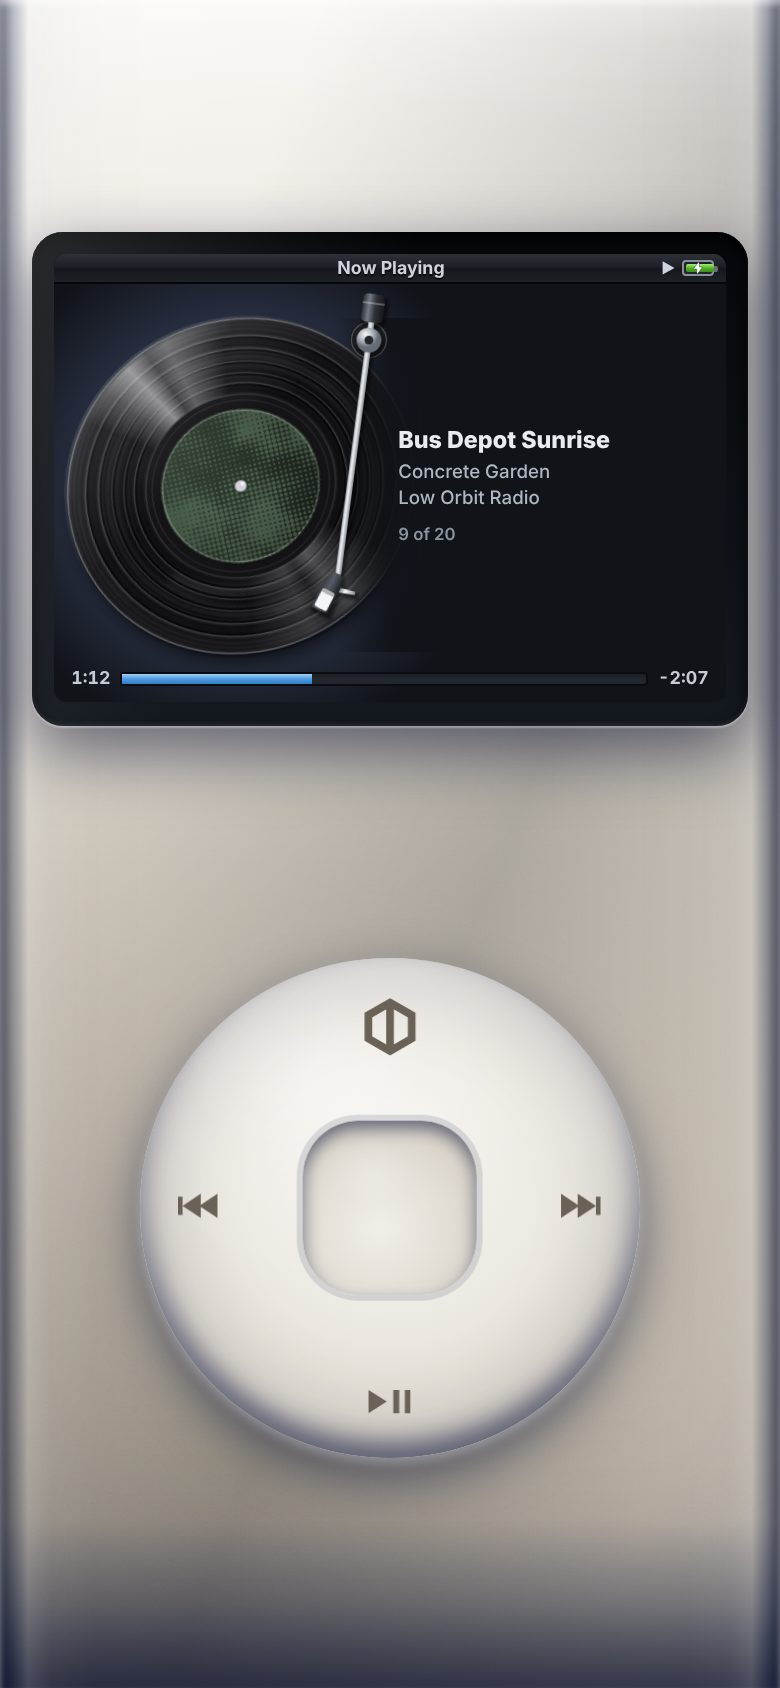 Now Playing
Bus Depot Sunrise
Concrete Garden
Low Orbit Radio
9 of 20
1:12
-2:07